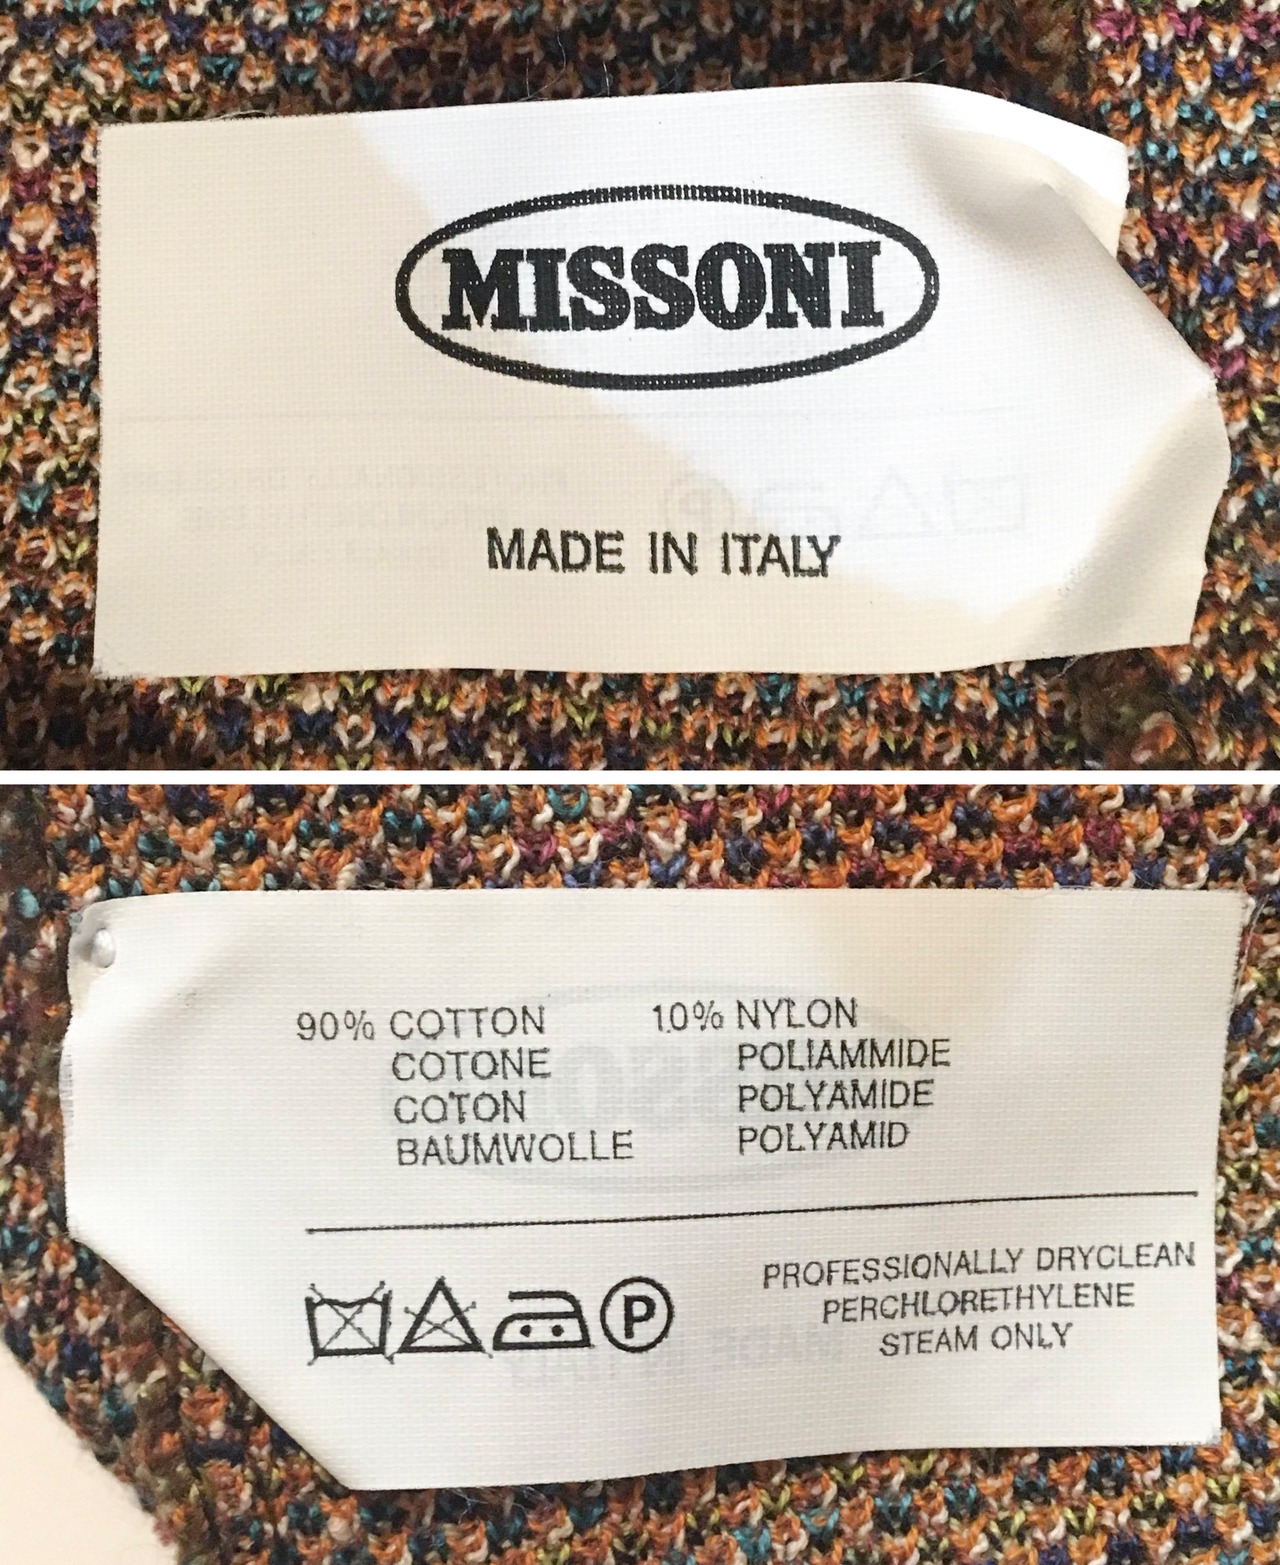 MISSONI
MADE IN ITALY
90% COTTON 10% NYLON
COTONE POLIAMMIDE
COTON POLYAMIDE
BAUMWOLLE POLYAMID
P
PROFESSIONALLY DRYCLEAN
PERCHLORETHYLENE
STEAM ONLY